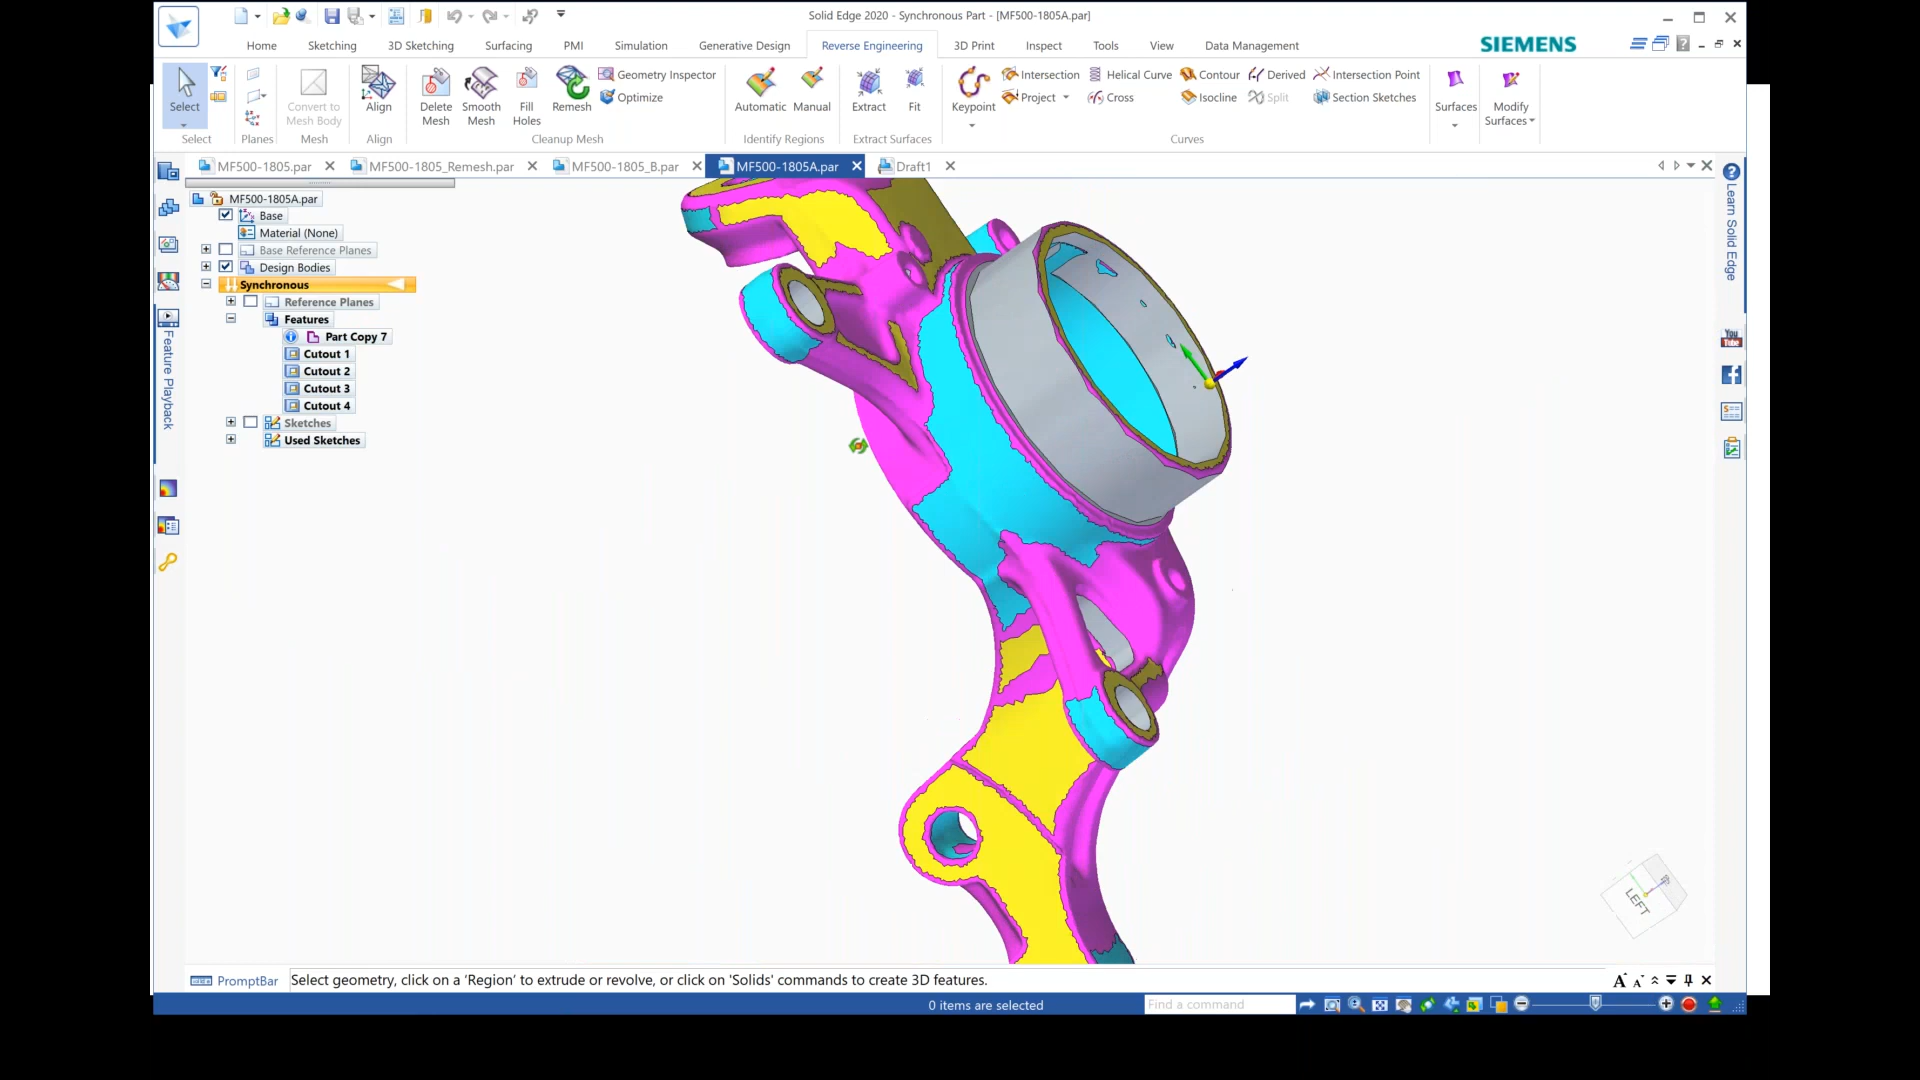 Solid Edge 2020 - Synchronous Part - [MF500-1805A.par]
Home Sketching 3D Sketching Surfacing PMI Simulation Generative Design Reverse Engineering 3D Print Inspect Tools View Data Management
SIEMENS
Select
Convert to Mesh Body
Align
Delete Mesh
Smooth Mesh
Fill Holes
Remesh
Geometry Inspector
Optimize
Automatic
Manual
Extract
Fit
Keypoint
Intersection
Project
Helical Curve
Cross
Contour
Isocline
Derived
Split
Intersection Point
Section Sketches
Surfaces
Modify Surfaces
Select Planes Mesh Align Cleanup Mesh Identify Regions Extract Surfaces Curves
MF500-1805.par MF500-1805_Remesh.par MF500-1805_B.par MF500-1805A.par Draft1
MF500-1805A.par
Base
Material (None)
Base Reference Planes
Design Bodies
Synchronous
Reference Planes
Features
Part Copy 7
Cutout 1
Cutout 2
Cutout 3
Cutout 4
Sketches
Used Sketches
Feature Playback
Learn Solid Edge
You
Tube
LEFT
PromptBar
Select geometry, click on a 'Region' to extrude or revolve, or click on 'Solids' commands to create 3D features.
0 items are selected
Find a command